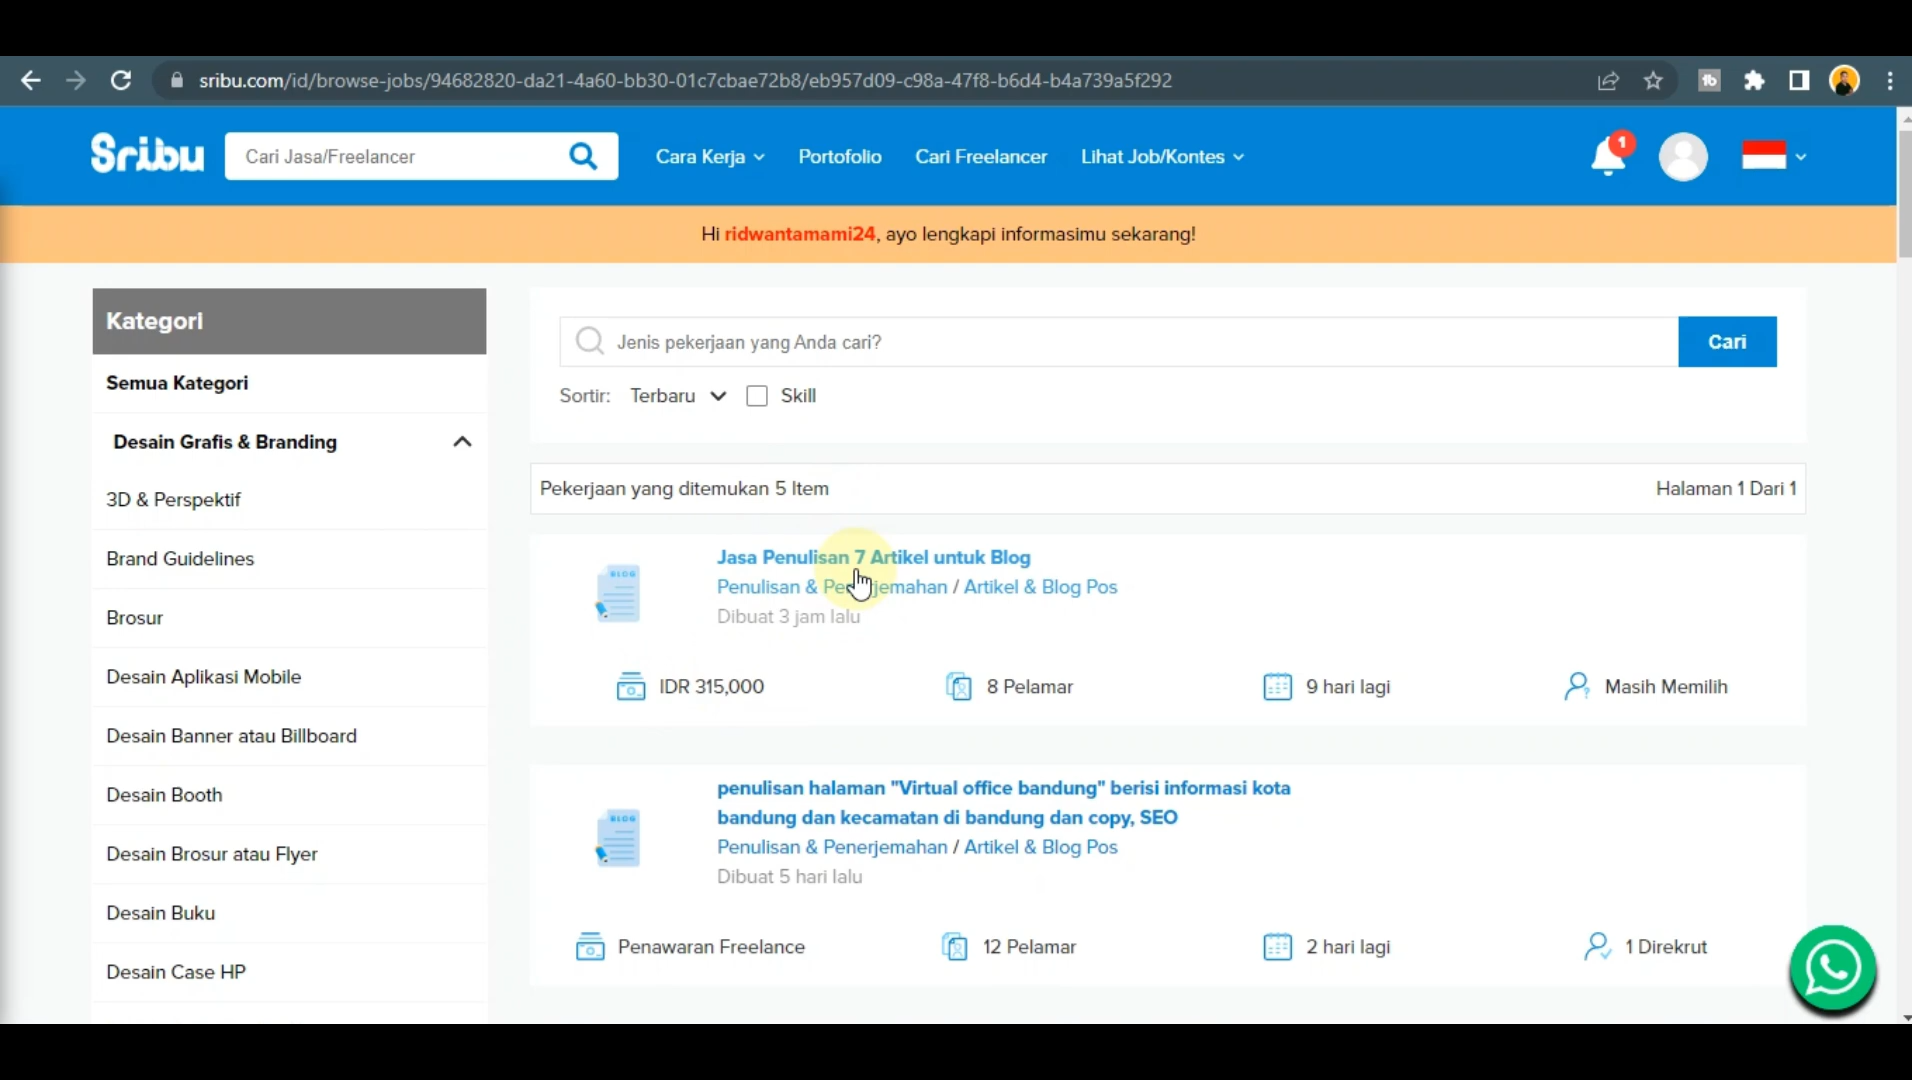 sribu.com/id/browse-jobs/94682820-da21-4a60-bb30-01c7cbae72b8/eb957d09-c98a-47f8-b6d4-b4a739a5f292
Sribu
Cari Jasa/Freelancer
Cara Kerja
Portofolio
Cari Freelancer
Lihat Job/Kontes
1
Hi ridwantamami24, ayo lengkapi informasimu sekarang!
Kategori
Semua Kategori
Desain Grafis & Branding
3D & Perspektif
Brand Guidelines
Brosur
Desain Aplikasi Mobile
Desain Banner atau Billboard
Desain Booth
Desain Brosur atau Flyer
Desain Buku
Desain Case HP
Jenis pekerjaan yang Anda cari?
Cari
Sortir: Terbaru Skill
Pekerjaan yang ditemukan 5 Item
Halaman 1 Dari 1
BLOG
Jasa Penulisan 7 Artikel untuk Blog
Penulisan & Penerjemahan / Artikel & Blog Pos
Dibuat 3 jam lalu
IDR 315,000
8 Pelamar
9 hari lagi
Masih Memilih
BLOG
penulisan halaman "Virtual office bandung" berisi informasi kota
bandung dan kecamatan di bandung dan copy, SEO
Penulisan & Penerjemahan / Artikel & Blog Pos
Dibuat 5 hari lalu
Penawaran Freelance
12 Pelamar
2 hari lagi
1 Direkrut